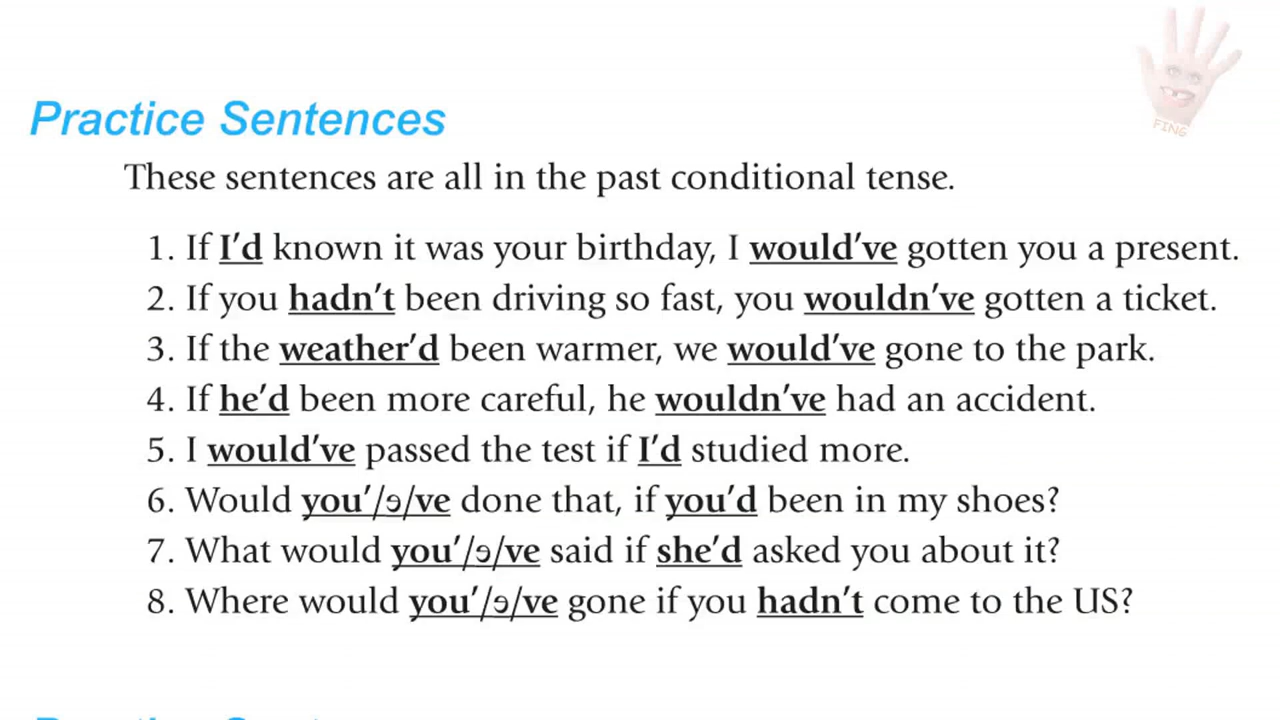 FING
Practice Sentences
These sentences are all in the past conditional tense.
1. If I’d known it was your birthday, I would’ve gotten you a present.
2. If you hadn’t been driving so fast, you wouldn’ve gotten a ticket.
3. If the weather’d been warmer, we would’ve gone to the park.
4. If he’d been more careful, he wouldn’ve had an accident.
5. I would’ve passed the test if I’d studied more.
6. Would you’/ɘ/ve done that, if you’d been in my shoes?
7. What would you’/ɘ/ve said if she’d asked you about it?
8. Where would you’/ɘ/ve gone if you hadn’t come to the US?